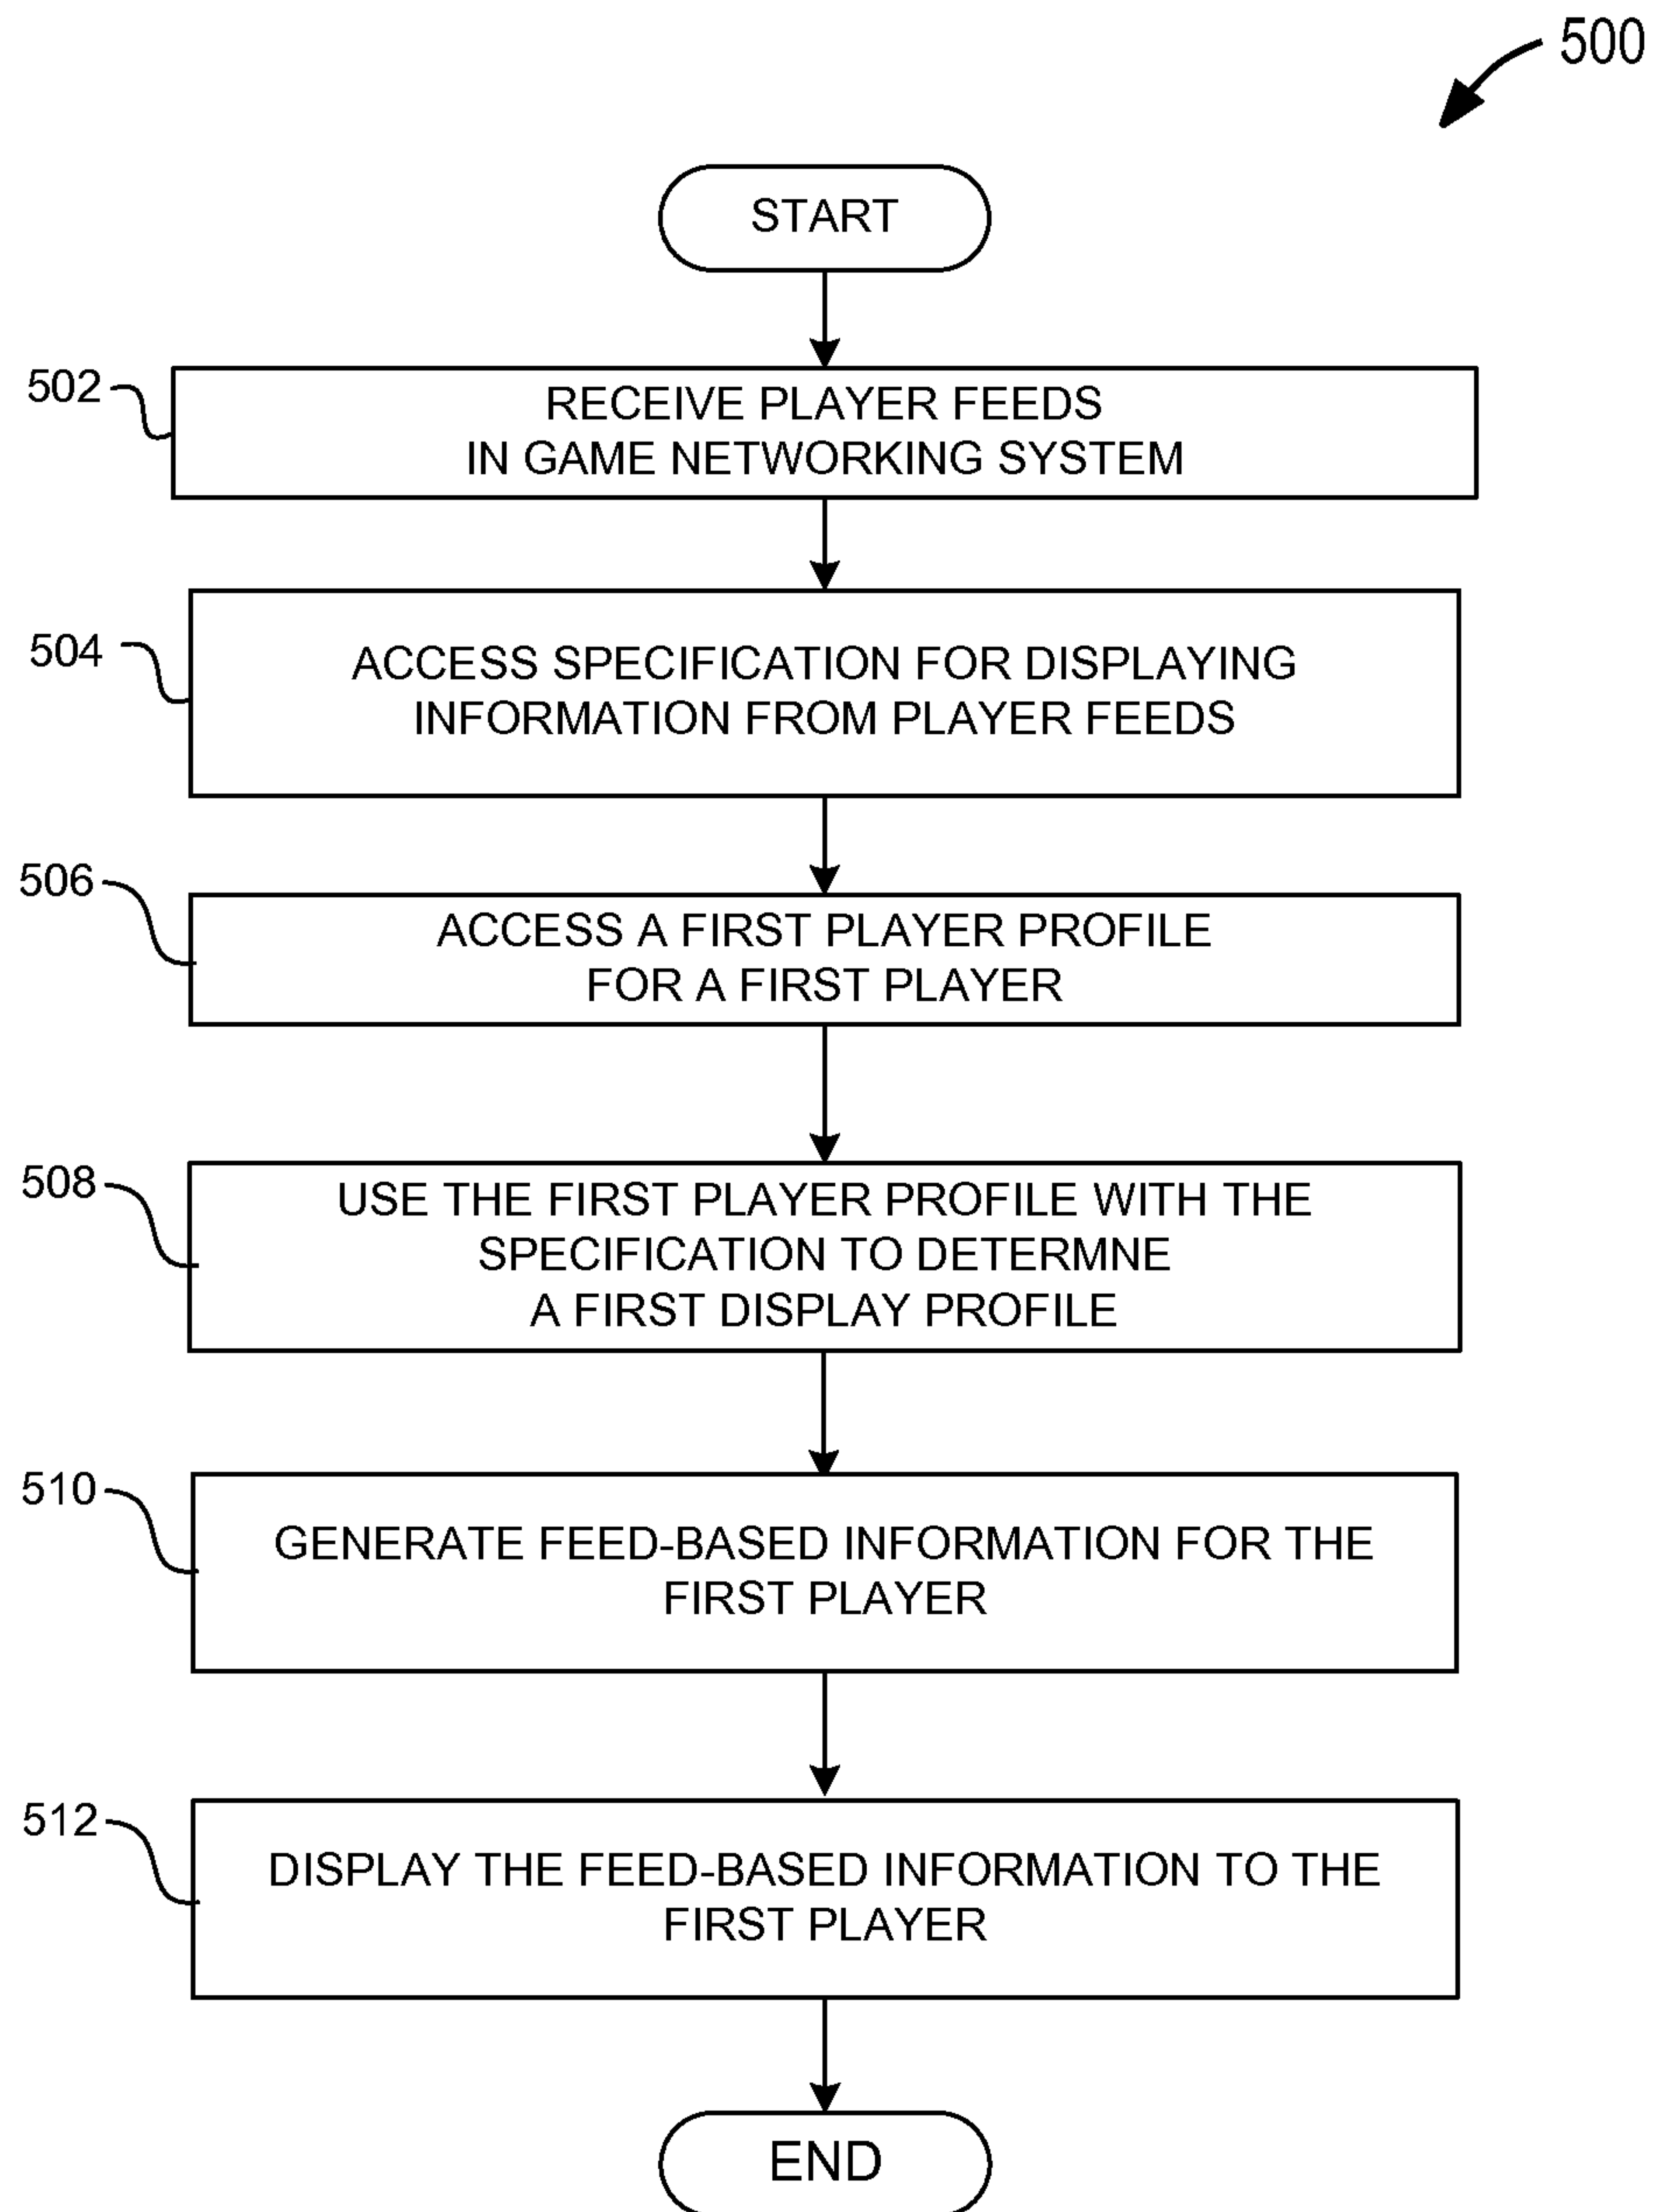 500
START
502
RECEIVE PLAYER FEEDS
IN GAME NETWORKING SYSTEM
504
ACCESS SPECIFICATION FOR DISPLAYING
INFORMATION FROM PLAYER FEEDS
506
ACCESS A FIRST PLAYER PROFILE
FOR A FIRST PLAYER
508
USE THE FIRST PLAYER PROFILE WITH THE
SPECIFICATION TO DETERMNE
A FIRST DISPLAY PROFILE
510
GENERATE FEED-BASED INFORMATION FOR THE
FIRST PLAYER
512
DISPLAY THE FEED-BASED INFORMATION TO THE
FIRST PLAYER
END